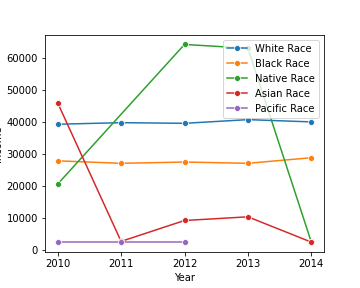 White Race
Black Race
Native Race
Asian Race
Pacific Race
60000
50000
40000
30000
20000
10000
0
2010 2011 2012 2013 2014
Year